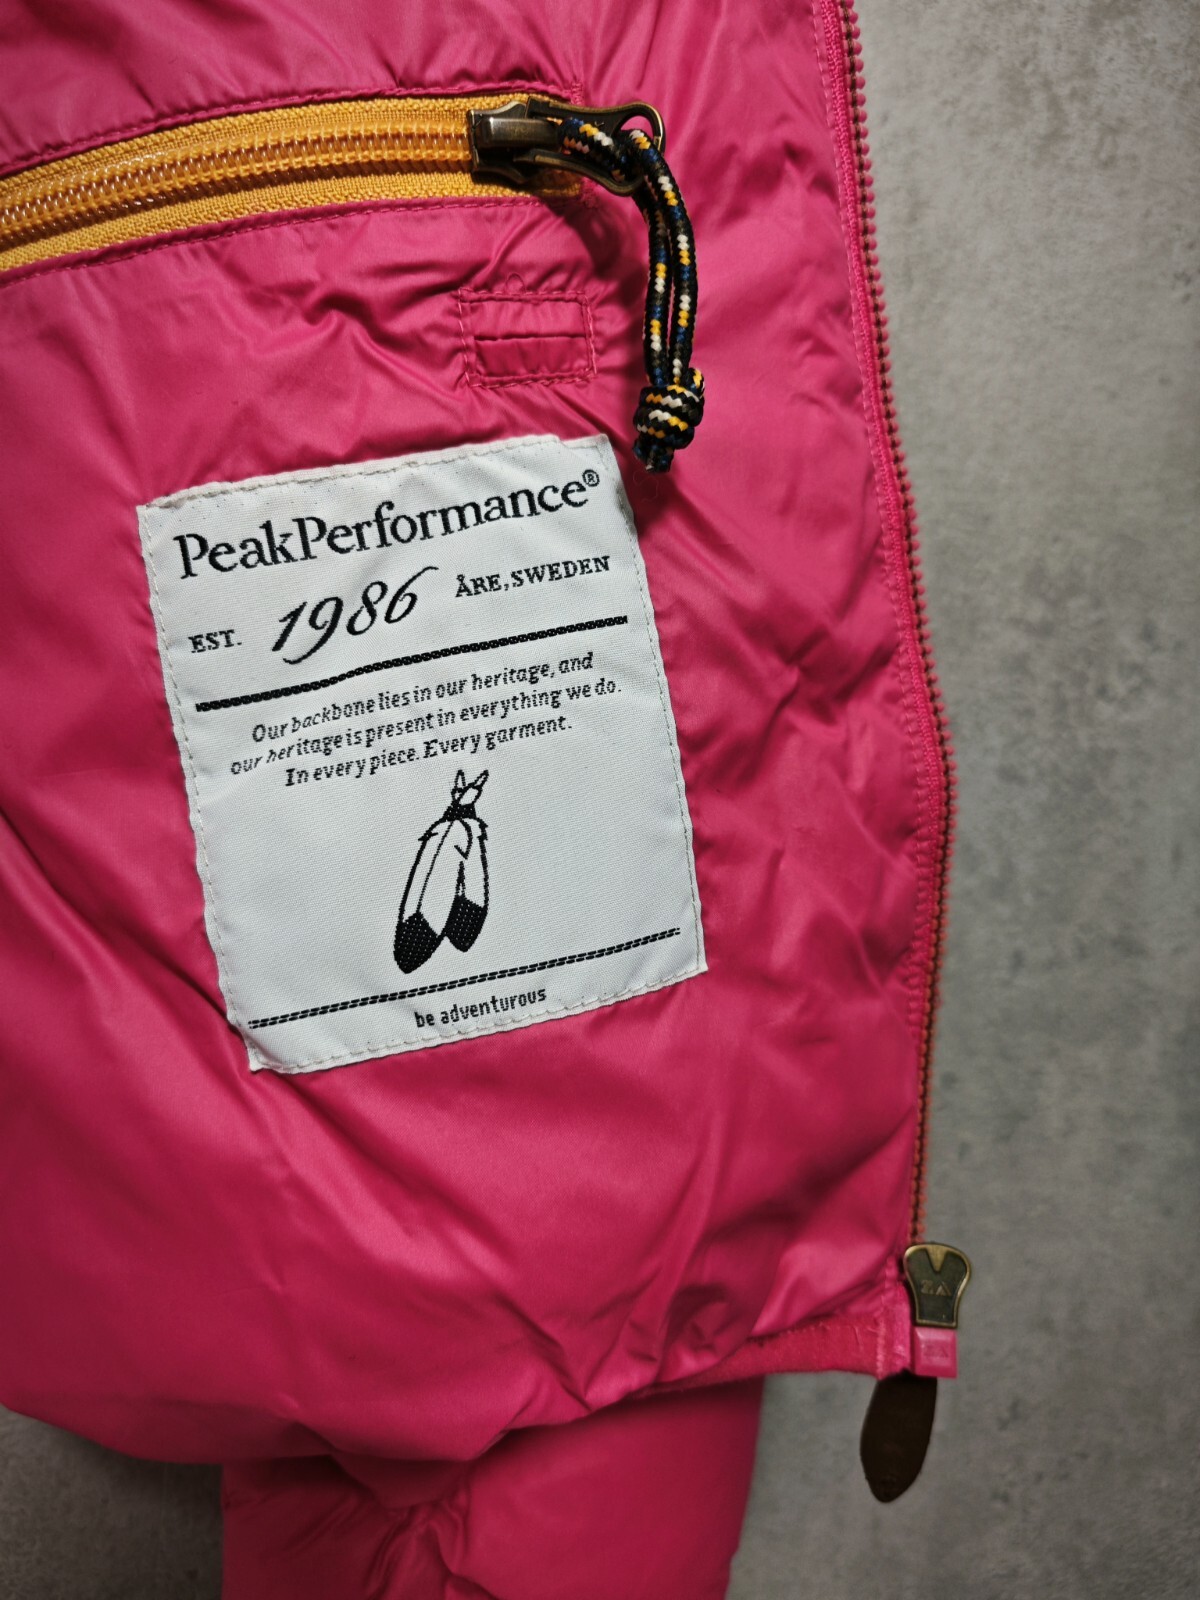 PeakPerformance®
EST. 1986 ÅRE, SWEDEN
Our backbone lies in our heritage, and
our heritage is present in everything we do.
In every piece. Every garment.
be adventurous